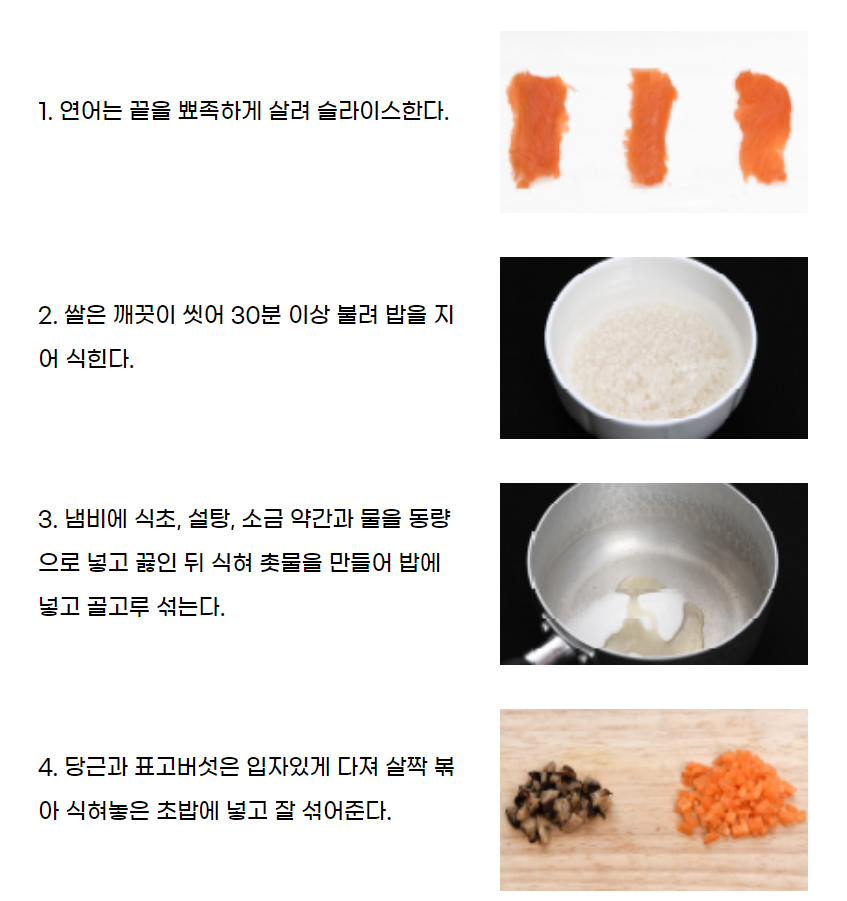 1. 연어는 끝을 뾰족하게 살려 슬라이스한다.
2. 쌀은 깨끗이 씻어 30분 이상 불려 밥을 지
어 식힌다.
3. 냄비에 식초, 설탕, 소금 약간과 물을 동량
으로 넣고 끓인 뒤 식혀 촛물을 만들어 밥에
넣고 골고루 섞는다.
4. 당근과 표고버섯은 입자있게 다져 살짝 볶
아 식혀놓은 초밥에 넣고 잘 섞어준다.